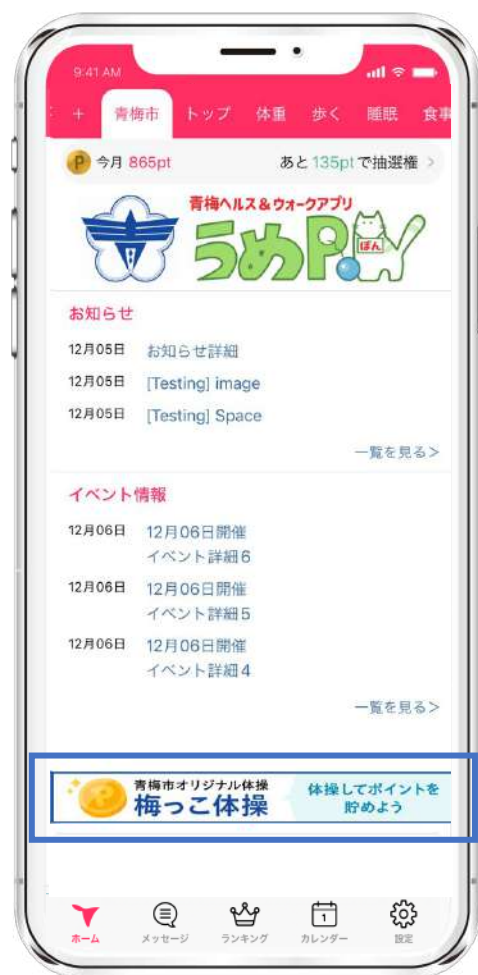 9:41 AM
+ 青梅市 トップ 体重 歩く 睡眠 食事
P 今月 865pt あと 135pt で抽選権 >
青梅ヘルス&ウォークアプリ
うめP
ぽん
お知らせ
12月05日 お知らせ詳細
12月05日 [Testing] image
12月05日 [Testing] Space
一覧を見る>
イベント情報
12月06日 12月06日開催
イベント詳細6
12月06日 12月06日開催
イベント詳細5
12月06日 12月06日開催
イベント詳細4
一覧を見る>
青梅市オリジナル体操
梅っこ体操
体操してポイントを
貯めよう
ホーム メッセージ ランキング カレンダー 設定
1